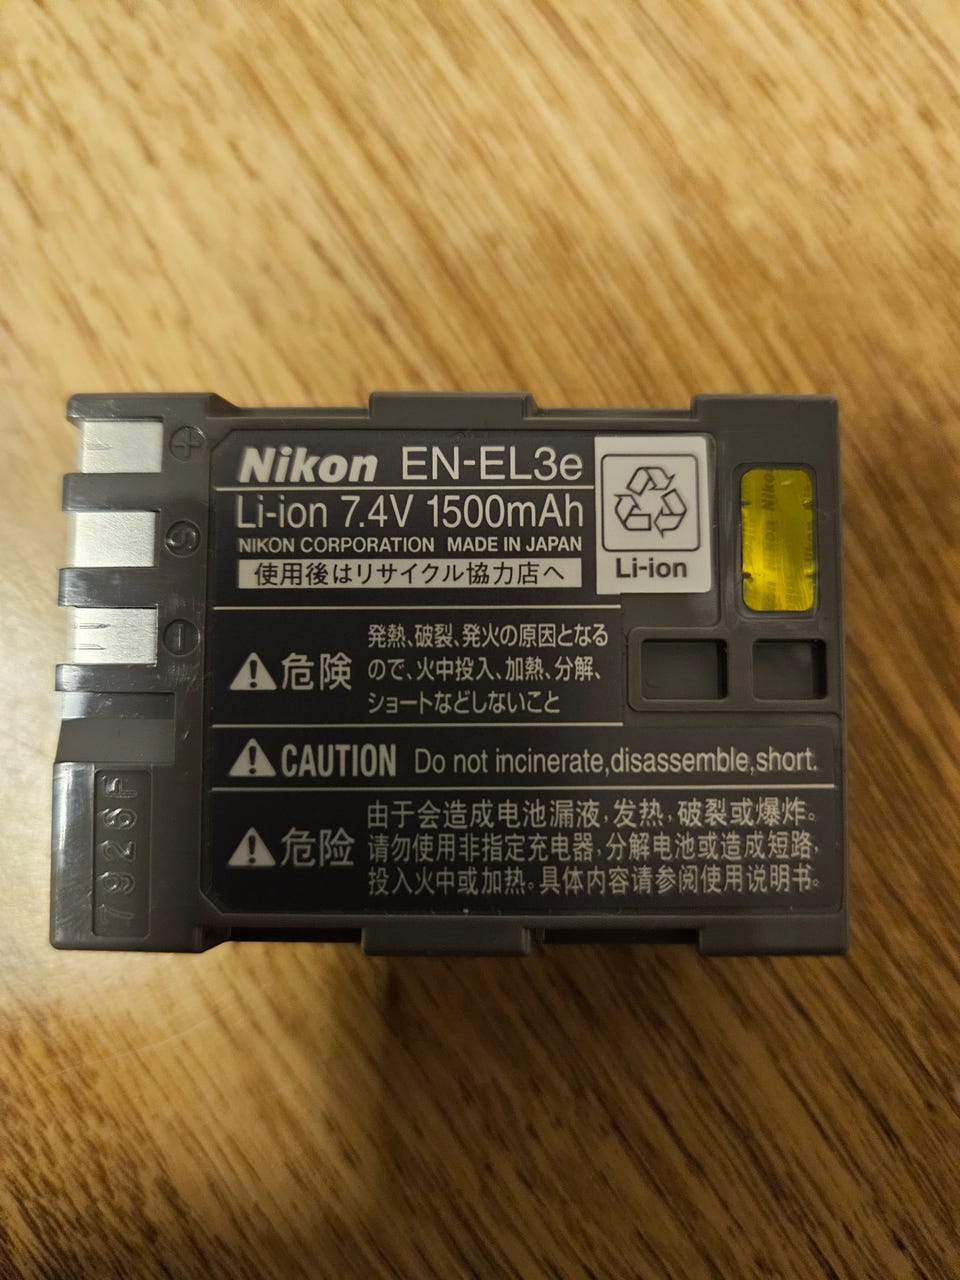 Nikon EN-EL3e
Li-ion 7.4V 1500mAh
NIKON CORPORATION MADE IN JAPAN
使用後はリサイクル協力店へ
Li-ion
危険
発熱、破裂、発火の原因となる
ので、火中投入、加熱、分解、
ショートなどしないこと
CAUTION Do not incinerate,disassemble,short.
危险
由于会造成电池漏液,发热,破裂或爆炸。
请勿使用非指定充电器,分解电池或造成短路,
投入火中或加热。具体内容请参阅使用说明书。
+
S
-
Nikon